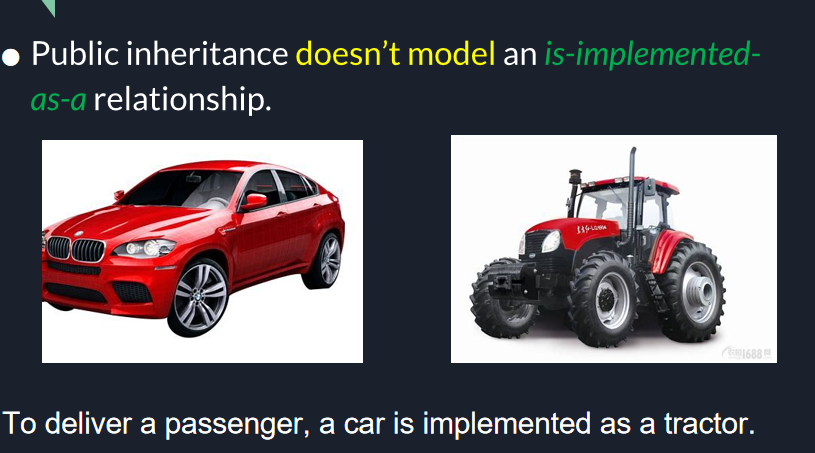 ● Public inheritance doesn’t model an is-implemented-
as-a relationship.
To deliver a passenger, a car is implemented as a tractor.